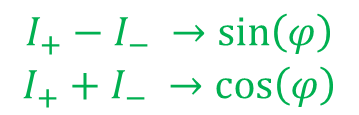 I₊ − I₋ → sin(φ)
I₊ + I₋ → cos(φ)